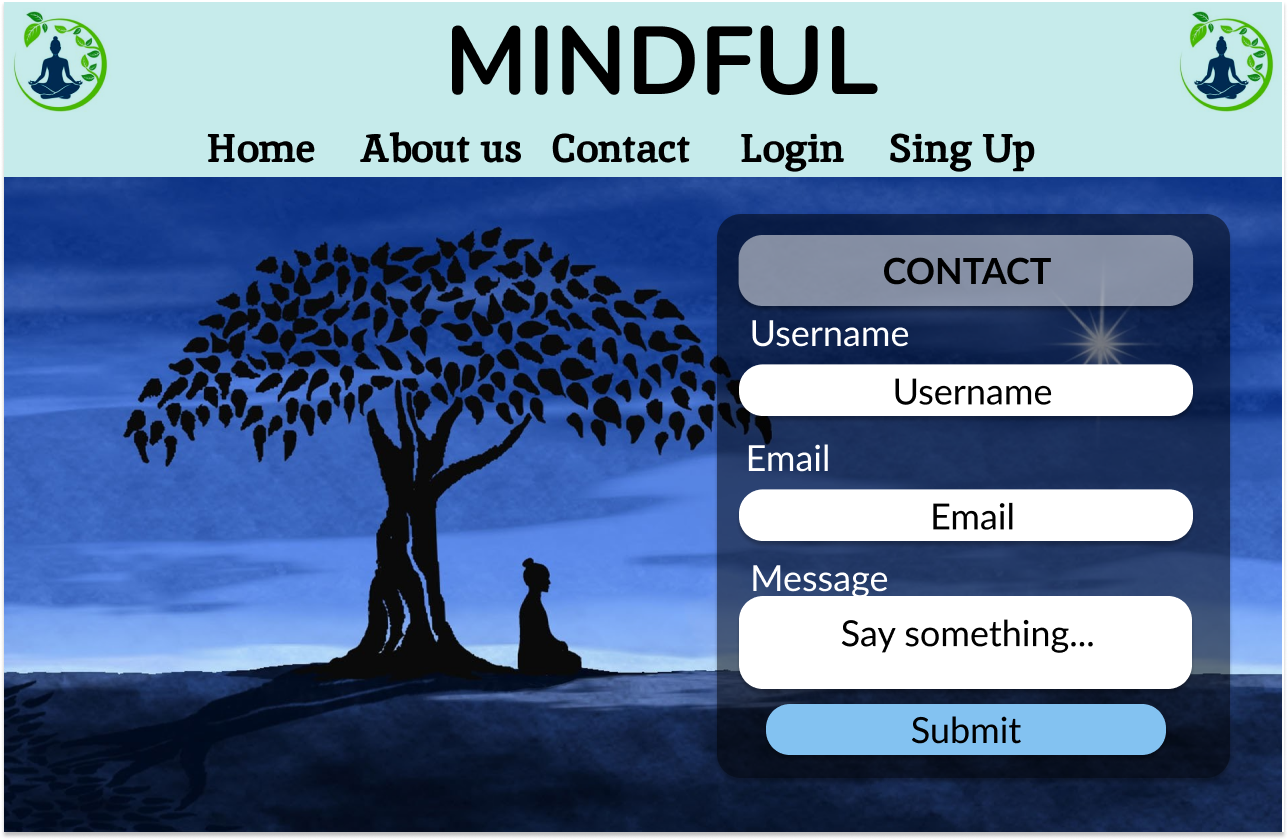 MINDFUL
Home About us Contact Login Sing Up
CONTACT
Username
Username
Email
Email
Message
Say something...
Submit